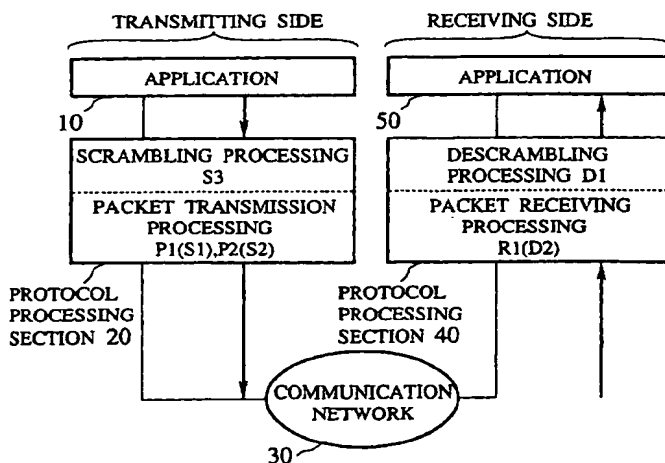 TRANSMITTING SIDE
RECEIVING SIDE
APPLICATION
APPLICATION
10
50
SCRAMBLING PROCESSING
S3
DESCRAMBLING
PROCESSING D1
PACKET TRANSMISSION
PROCESSING
P1(S1),P2(S2)
PACKET RECEIVING
PROCESSING
R1(D2)
PROTOCOL
PROCESSING
SECTION 20
PROTOCOL
PROCESSING
SECTION 40
COMMUNICATION
NETWORK
30